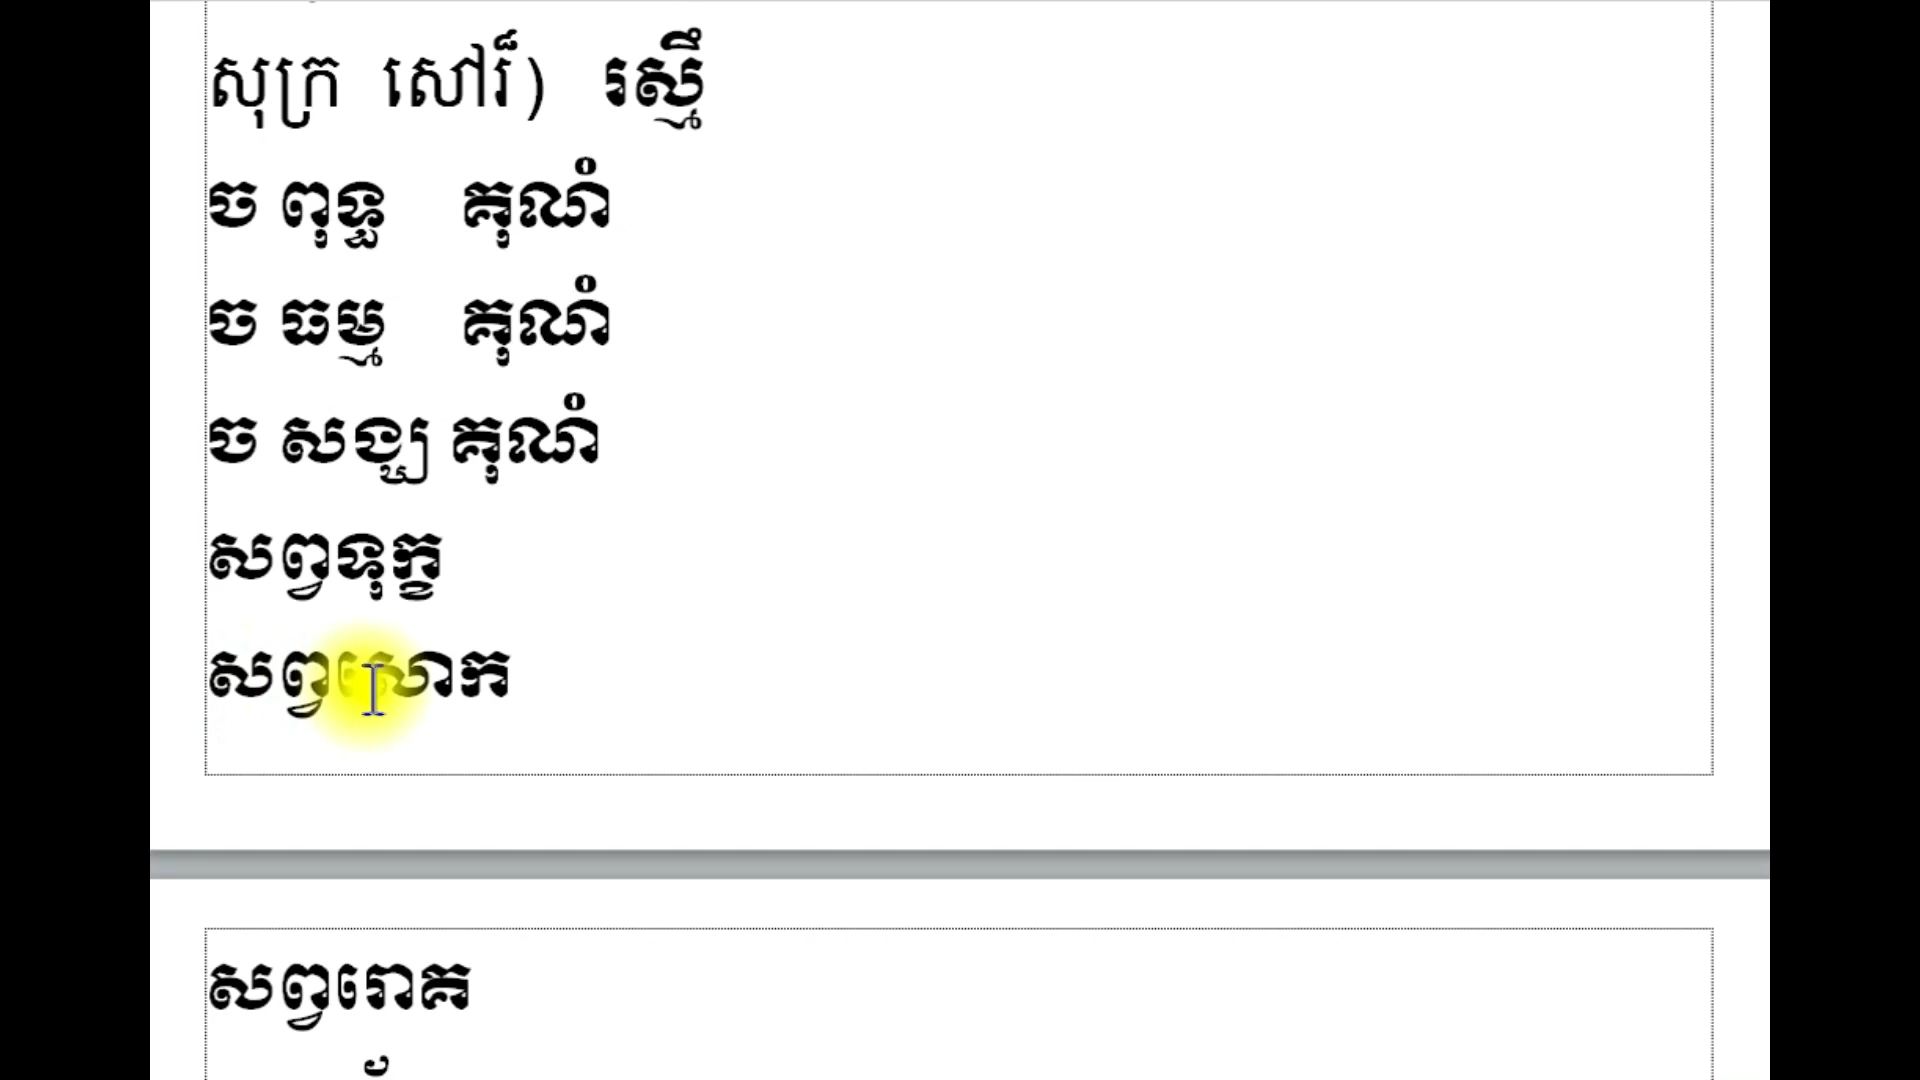 សុក្រ សៅរ៍) រស្មី
ច ពុទ្ធ គុណំ
ច ធម្ម គុណំ
ច សង្ឃ គុណំ
សព្វទុក្ខ
សព្វសោក
សព្វរោគ